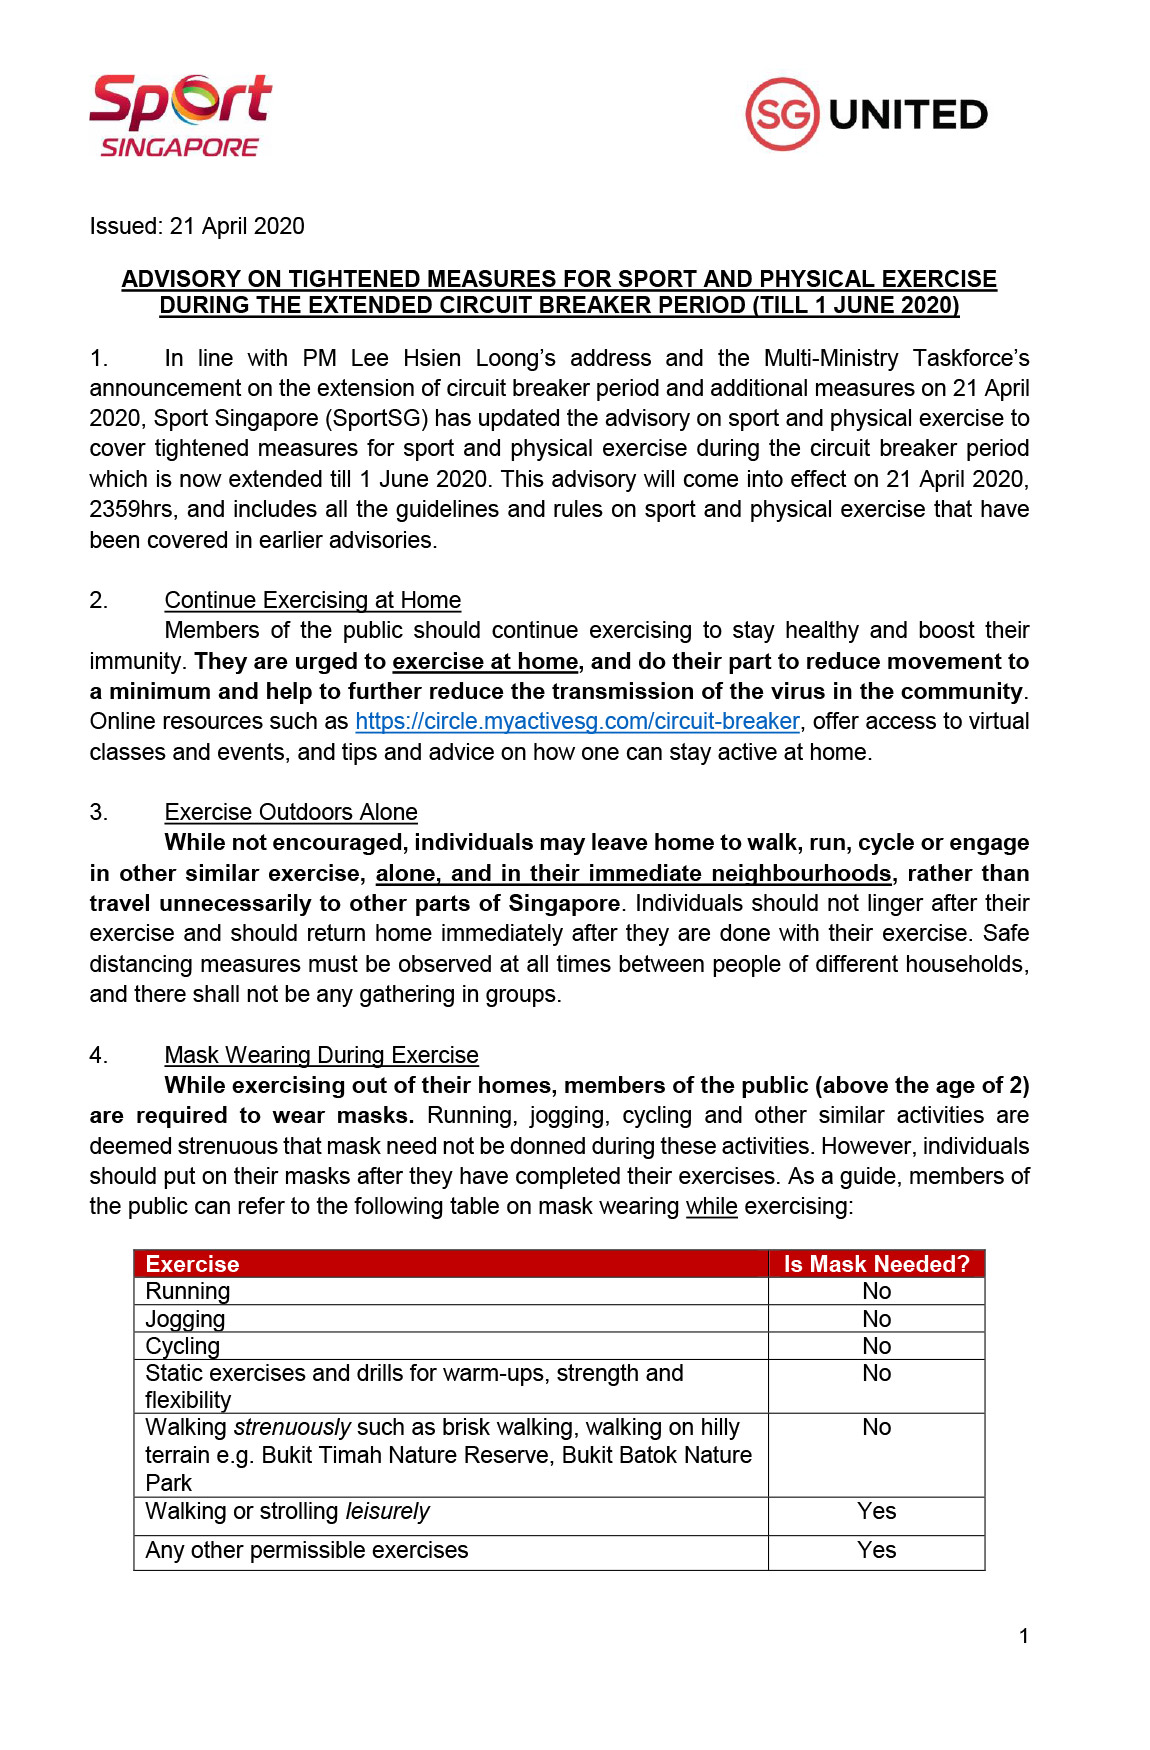 Sport
SINGAPORE
SG UNITED
Issued: 21 April 2020
ADVISORY ON TIGHTENED MEASURES FOR SPORT AND PHYSICAL EXERCISE
DURING THE EXTENDED CIRCUIT BREAKER PERIOD (TILL 1 JUNE 2020)
1. In line with PM Lee Hsien Loong’s address and the Multi-Ministry Taskforce’s
announcement on the extension of circuit breaker period and additional measures on 21 April
2020, Sport Singapore (SportSG) has updated the advisory on sport and physical exercise to
cover tightened measures for sport and physical exercise during the circuit breaker period
which is now extended till 1 June 2020. This advisory will come into effect on 21 April 2020,
2359hrs, and includes all the guidelines and rules on sport and physical exercise that have
been covered in earlier advisories.
2. Continue Exercising at Home
Members of the public should continue exercising to stay healthy and boost their
immunity. They are urged to exercise at home, and do their part to reduce movement to
a minimum and help to further reduce the transmission of the virus in the community.
Online resources such as https://circle.myactivesg.com/circuit-breaker, offer access to virtual
classes and events, and tips and advice on how one can stay active at home.
3. Exercise Outdoors Alone
While not encouraged, individuals may leave home to walk, run, cycle or engage
in other similar exercise, alone, and in their immediate neighbourhoods, rather than
travel unnecessarily to other parts of Singapore. Individuals should not linger after their
exercise and should return home immediately after they are done with their exercise. Safe
distancing measures must be observed at all times between people of different households,
and there shall not be any gathering in groups.
4. Mask Wearing During Exercise
While exercising out of their homes, members of the public (above the age of 2)
are required to wear masks. Running, jogging, cycling and other similar activities are
deemed strenuous that mask need not be donned during these activities. However, individuals
should put on their masks after they have completed their exercises. As a guide, members of
the public can refer to the following table on mask wearing while exercising:
Exercise Is Mask Needed?
Running No
Jogging No
Cycling No
Static exercises and drills for warm-ups, strength and No
flexibility
Walking strenuously such as brisk walking, walking on hilly No
terrain e.g. Bukit Timah Nature Reserve, Bukit Batok Nature
Park
Walking or strolling leisurely Yes
Any other permissible exercises Yes
1